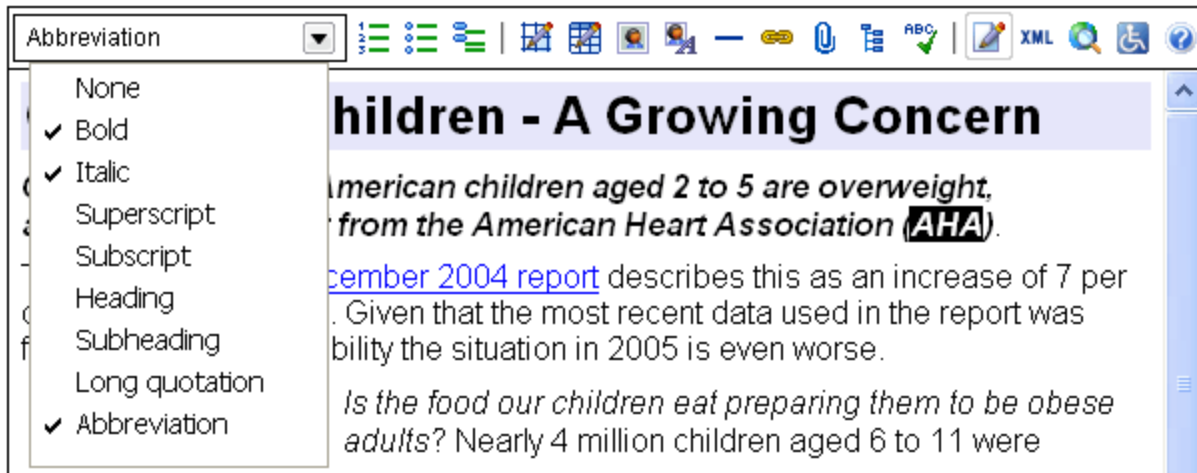 Abbreviation
ABC
XML
?
None
Bold
Italic
Superscript
Subscript
Heading
Subheading
Long quotation
Abbreviation
hildren - A Growing Concern
American children aged 2 to 5 are overweight,
from the American Heart Association (AHA).
cember 2004 report describes this as an increase of 7 per
. Given that the most recent data used in the report was
bility the situation in 2005 is even worse.
Is the food our children eat preparing them to be obese
adults? Nearly 4 million children aged 6 to 11 were